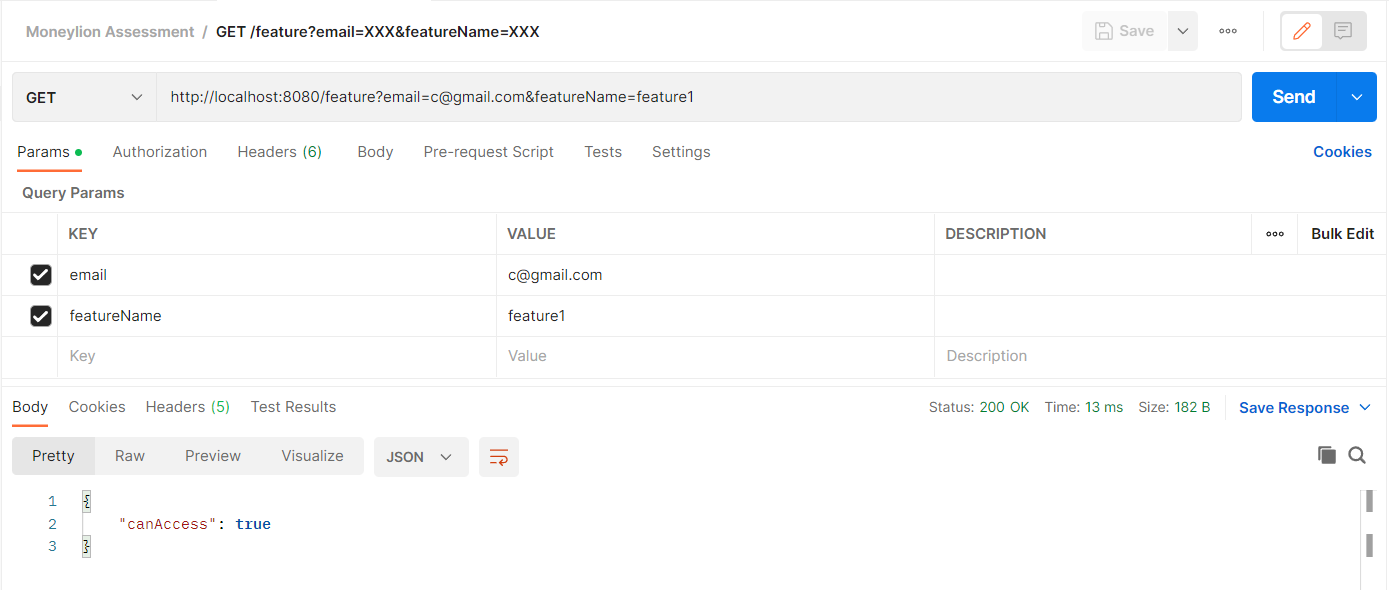 Moneylion Assessment / GET /feature?email=XXX&featureName=XXX
Save
GET
http://localhost:8080/feature?email=c@gmail.com&featureName=feature1
Send
Params Authorization Headers (6) Body Pre-request Script Tests Settings Cookies
Query Params
KEY VALUE DESCRIPTION Bulk Edit
email c@gmail.com
featureName feature1
Key Value Description
Body Cookies Headers (5) Test Results Status: 200 OK Time: 13 ms Size: 182 B Save Response
Pretty Raw Preview Visualize JSON
1 {
2 "canAccess": true
3 }